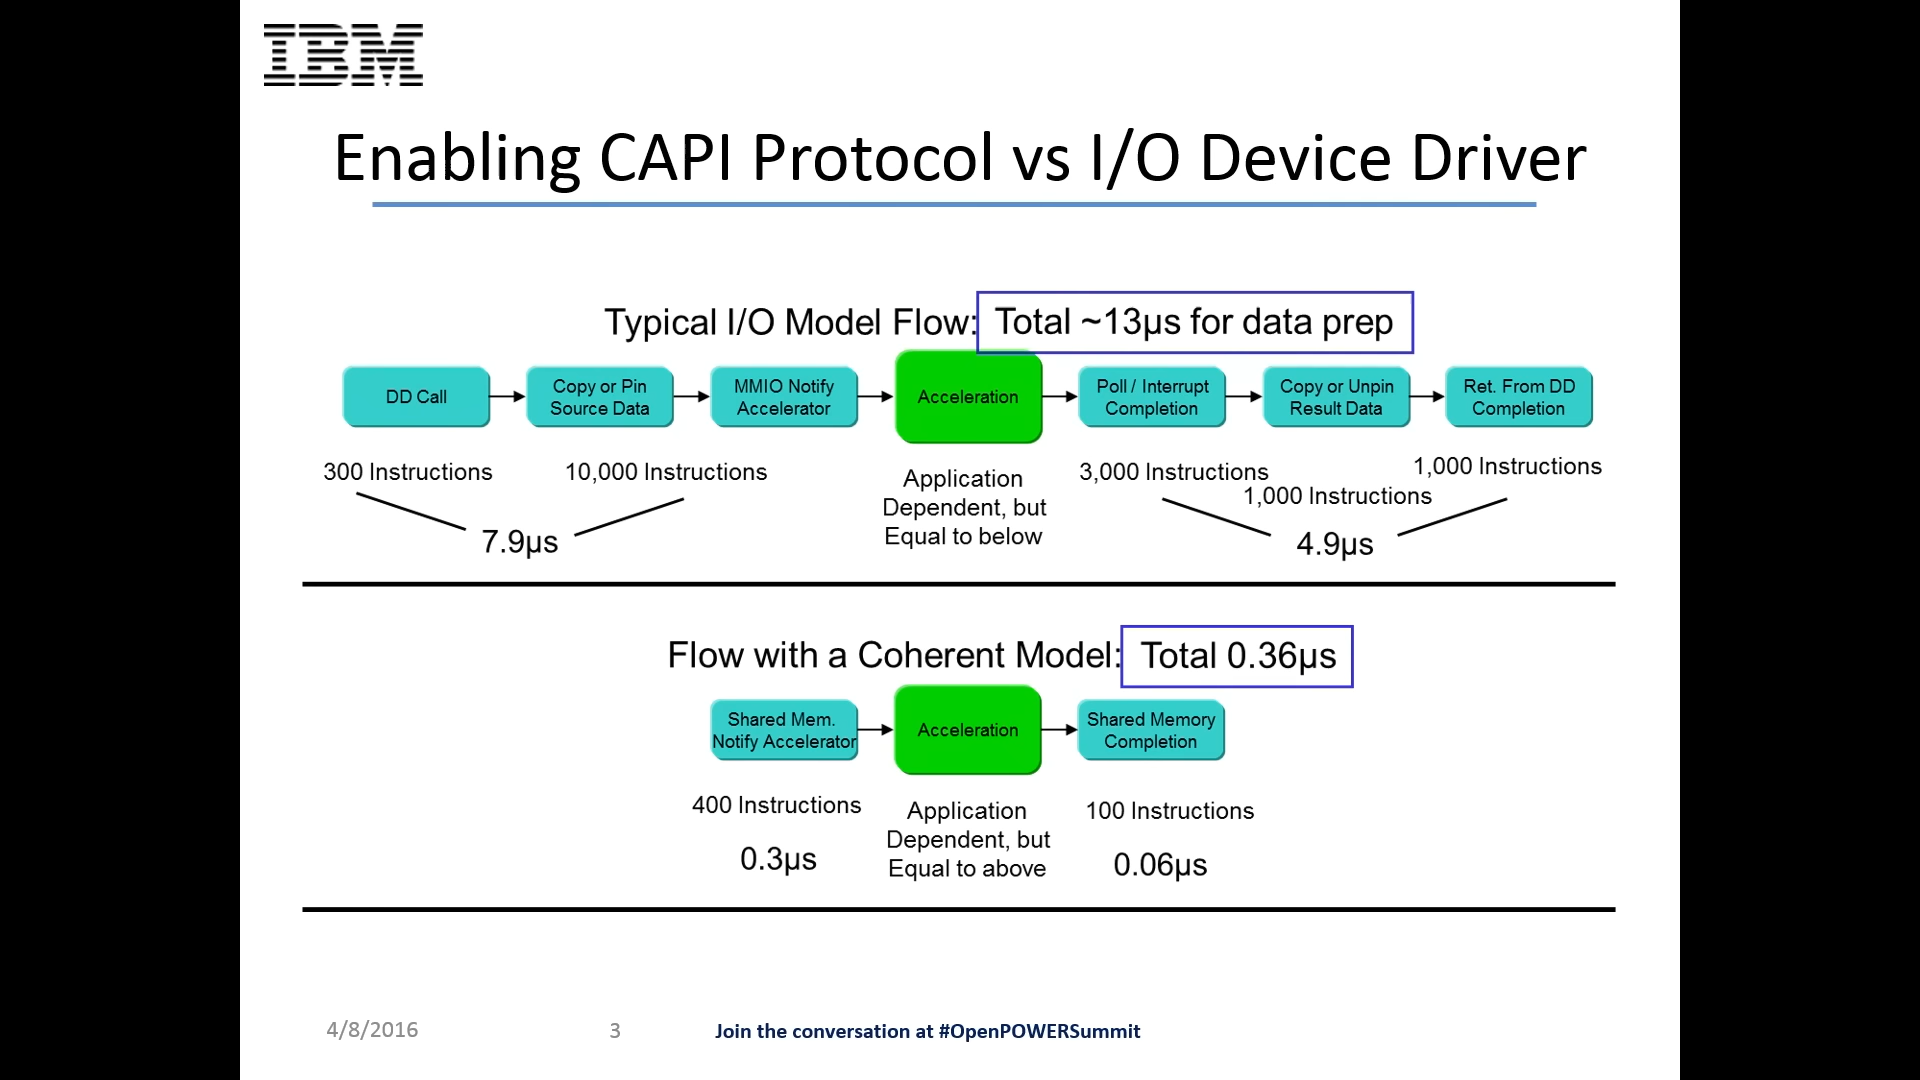 IBM
Enabling CAPI Protocol vs I/O Device Driver
Typical I/O Model Flow: Total ~13µs for data prep
DD Call
Copy or Pin
Source Data
MMIO Notify
Accelerator
Acceleration
Poll / Interrupt
Completion
Copy or Unpin
Result Data
Ret. From DD
Completion
300 Instructions
10,000 Instructions
Application
Dependent, but
Equal to below
3,000 Instructions
1,000 Instructions
1,000 Instructions
7.9µs
4.9µs
Flow with a Coherent Model: Total 0.36µs
Shared Mem.
Notify Accelerator
Acceleration
Shared Memory
Completion
400 Instructions
0.3µs
Application
Dependent, but
Equal to above
100 Instructions
0.06µs
4/8/2016
3
Join the conversation at #OpenPOWERSummit